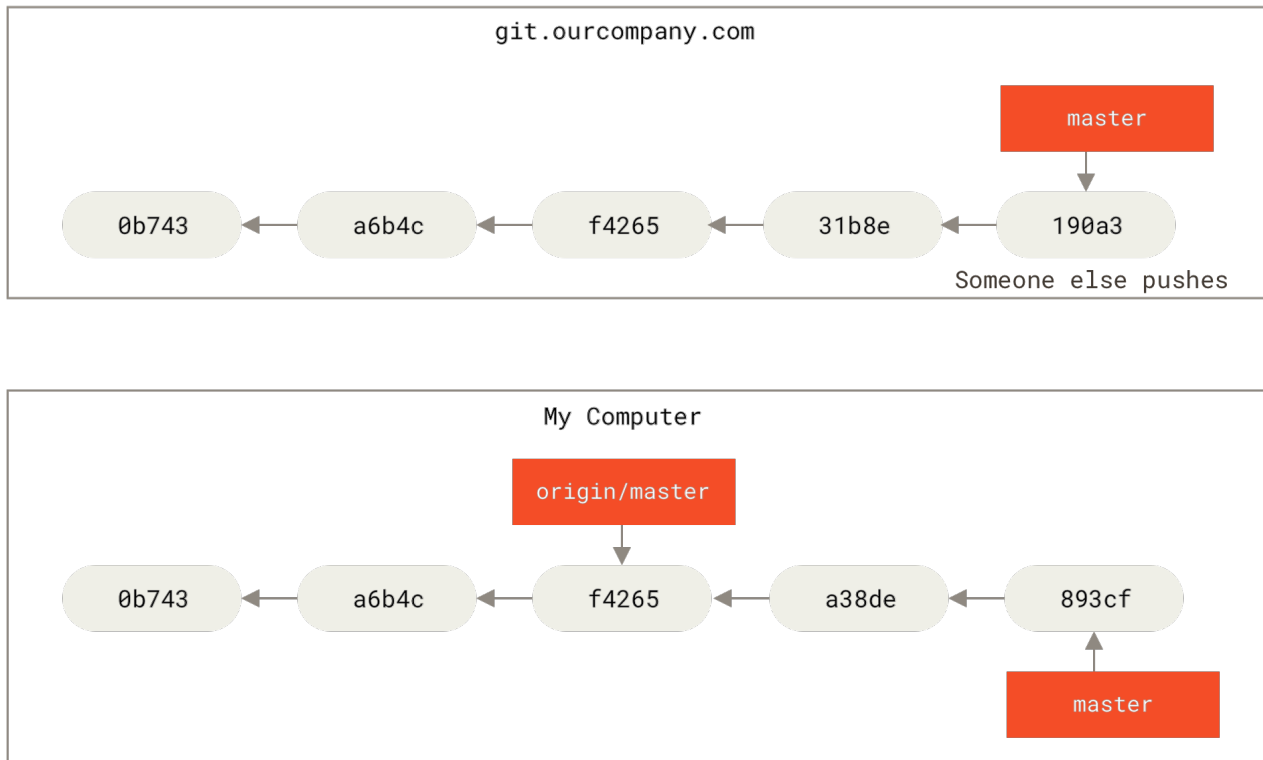 git.ourcompany.com
master
0b743 a6b4c f4265 31b8e 190a3
Someone else pushes
My Computer
origin/master
0b743 a6b4c f4265 a38de 893cf
master